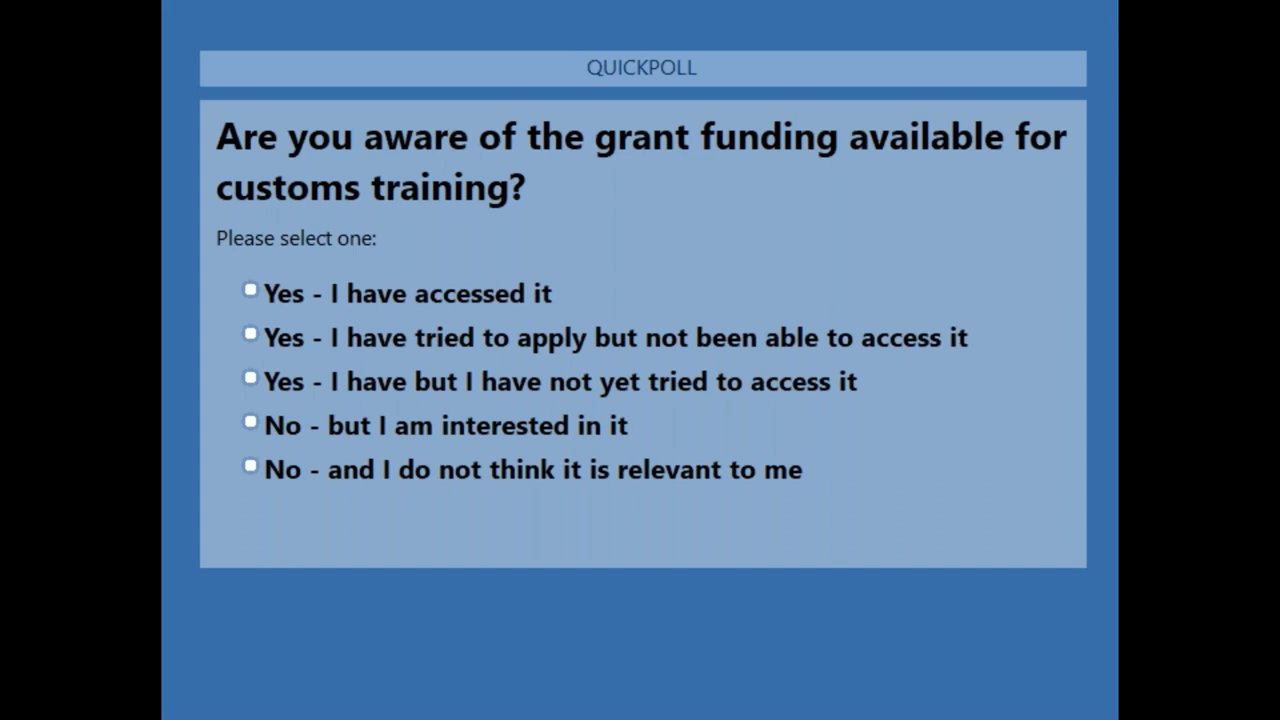 QUICKPOLL
Are you aware of the grant funding available for
customs training?
Please select one:
Yes - I have accessed it
Yes - I have tried to apply but not been able to access it
Yes - I have but I have not yet tried to access it
No - but I am interested in it
No - and I do not think it is relevant to me